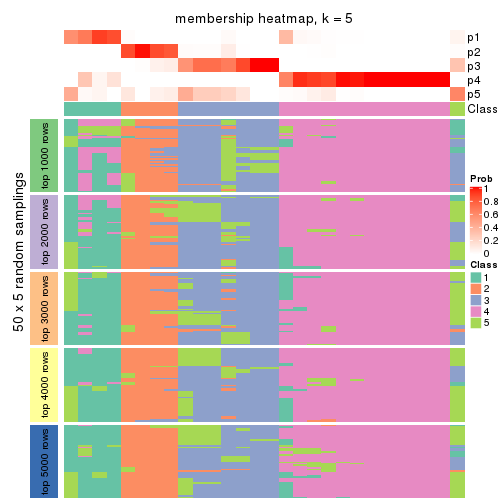 membership heatmap, k = 5
p1
p2
p3
p4
p5
Class
50 x 5 random samplings
top 1000 rows
top 2000 rows
top 3000 rows
top 4000 rows
top 5000 rows
Prob
1
0.8
0.6
0.4
0.2
0
Class
1
2
3
4
5